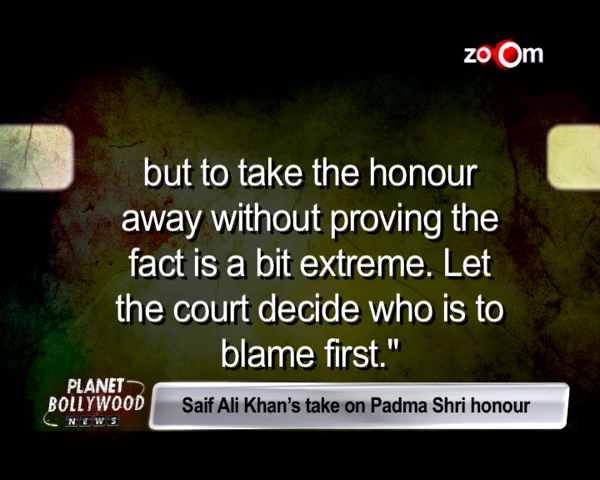 zoom
but to take the honour
away without proving the
fact is a bit extreme. Let
the court decide who is to
blame first."
PLANET
BOLLYWOOD
NEWS
Saif Ali Khan's take on Padma Shri honour